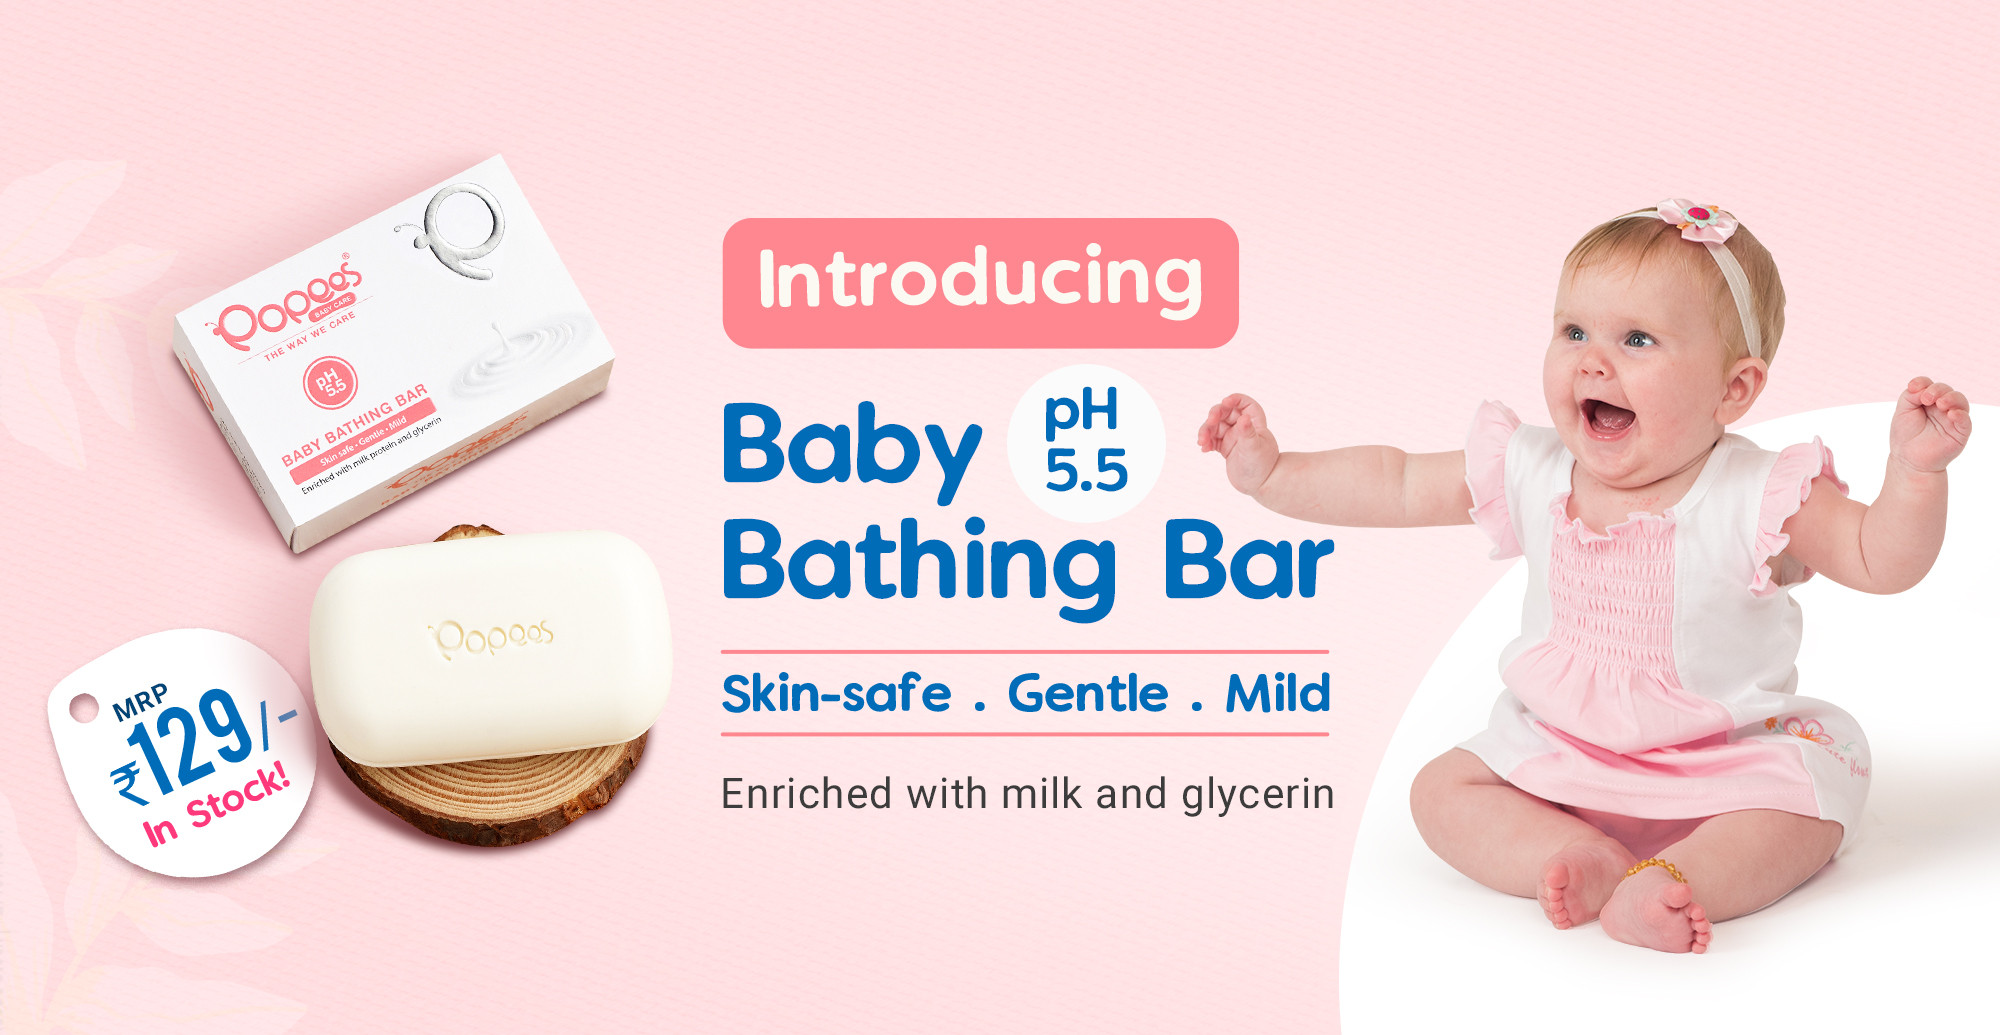 Popees®
BABY CARE
THE WAY WE CARE
pH
5.5
BABY BATHING BAR
Skin safe • Gentle • Mild
Enriched with milk protein and glycerin
Popees
MRP
₹129/-
In Stock!
Introducing
Baby
pH
5.5
Bathing Bar
Skin-safe . Gentle . Mild
Enriched with milk and glycerin